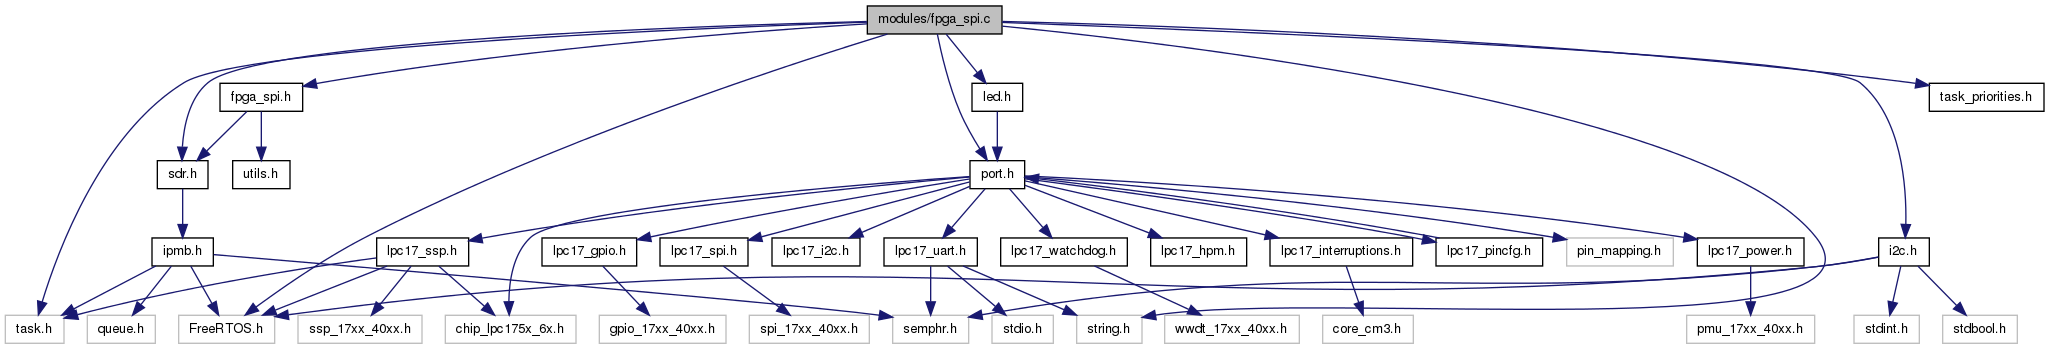 modules/fpga_spi.c
fpga_spi.h
led.h
task_priorities.h
sdr.h
utils.h
port.h
ipmb.h
lpc17_ssp.h
lpc17_gpio.h
lpc17_spi.h
lpc17_i2c.h
lpc17_uart.h
lpc17_watchdog.h
lpc17_hpm.h
lpc17_interruptions.h
lpc17_pincfg.h
pin_mapping.h
lpc17_power.h
i2c.h
task.h
queue.h
FreeRTOS.h
ssp_17xx_40xx.h
chip_lpc175x_6x.h
gpio_17xx_40xx.h
spi_17xx_40xx.h
semphr.h
stdio.h
string.h
wwdt_17xx_40xx.h
core_cm3.h
pmu_17xx_40xx.h
stdint.h
stdbool.h